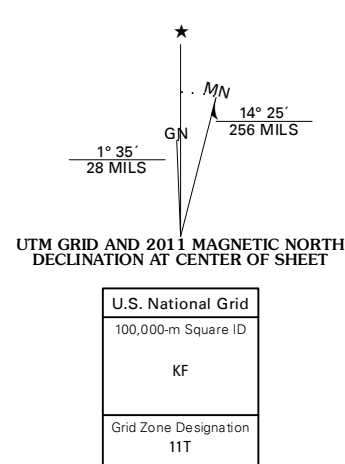 ★
MN
GN
14° 25´
256 MILS
1° 35´
28 MILS
UTM GRID AND 2011 MAGNETIC NORTH
DECLINATION AT CENTER OF SHEET
U.S. National Grid
100,000-m Square ID
KF
Grid Zone Designation
11T